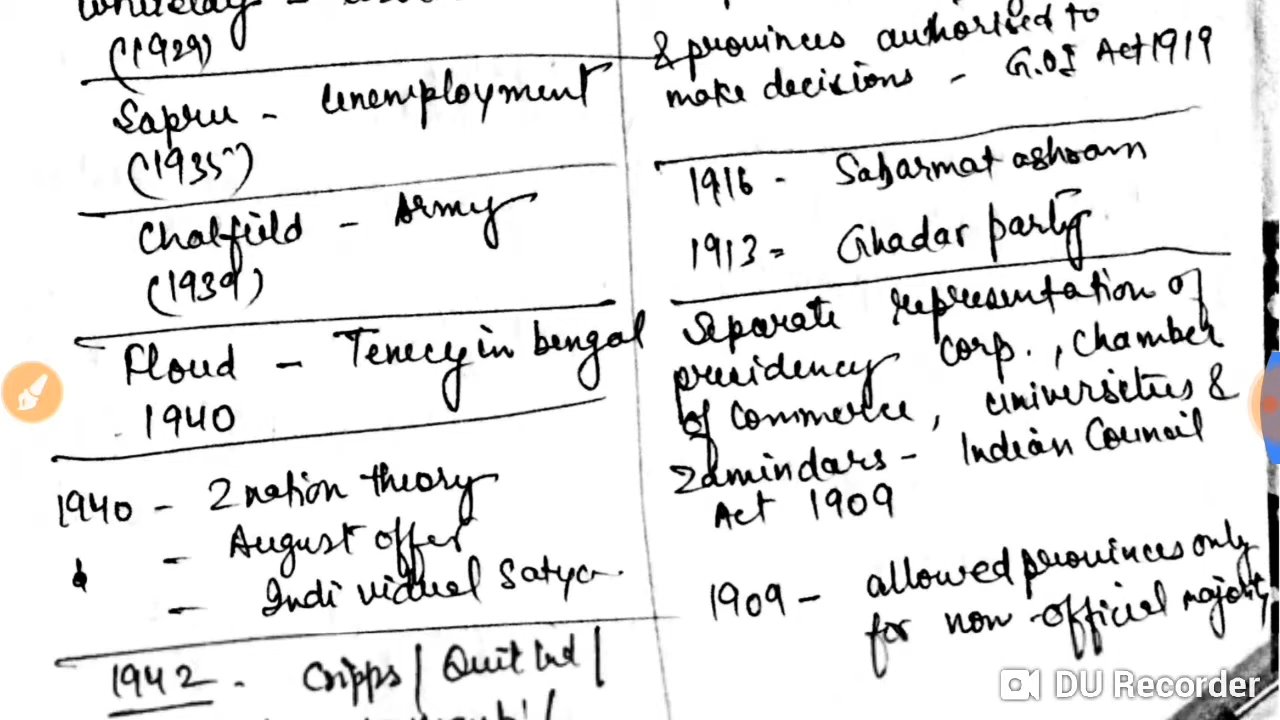 (1929)
Sapru - Unemployment
(1935)
Chatfield - Army
(1939)
Floud - Tenecy in bengal
1940
1940 - 2 nation theory
- August offer
- Individual Satya
1942 - Cripps / Quit Ind /
& provinces authorised to
make decisions - G.O.I Act 1919
1916 - Sabarmat ashram
1913 = Ghadar party
Separate representation of
presidency corp., chamber
of commerce, universities &
Zamindars - Indian Council
Act 1909
1909 - allowed provinces only
for non-official majority
DU Recorder